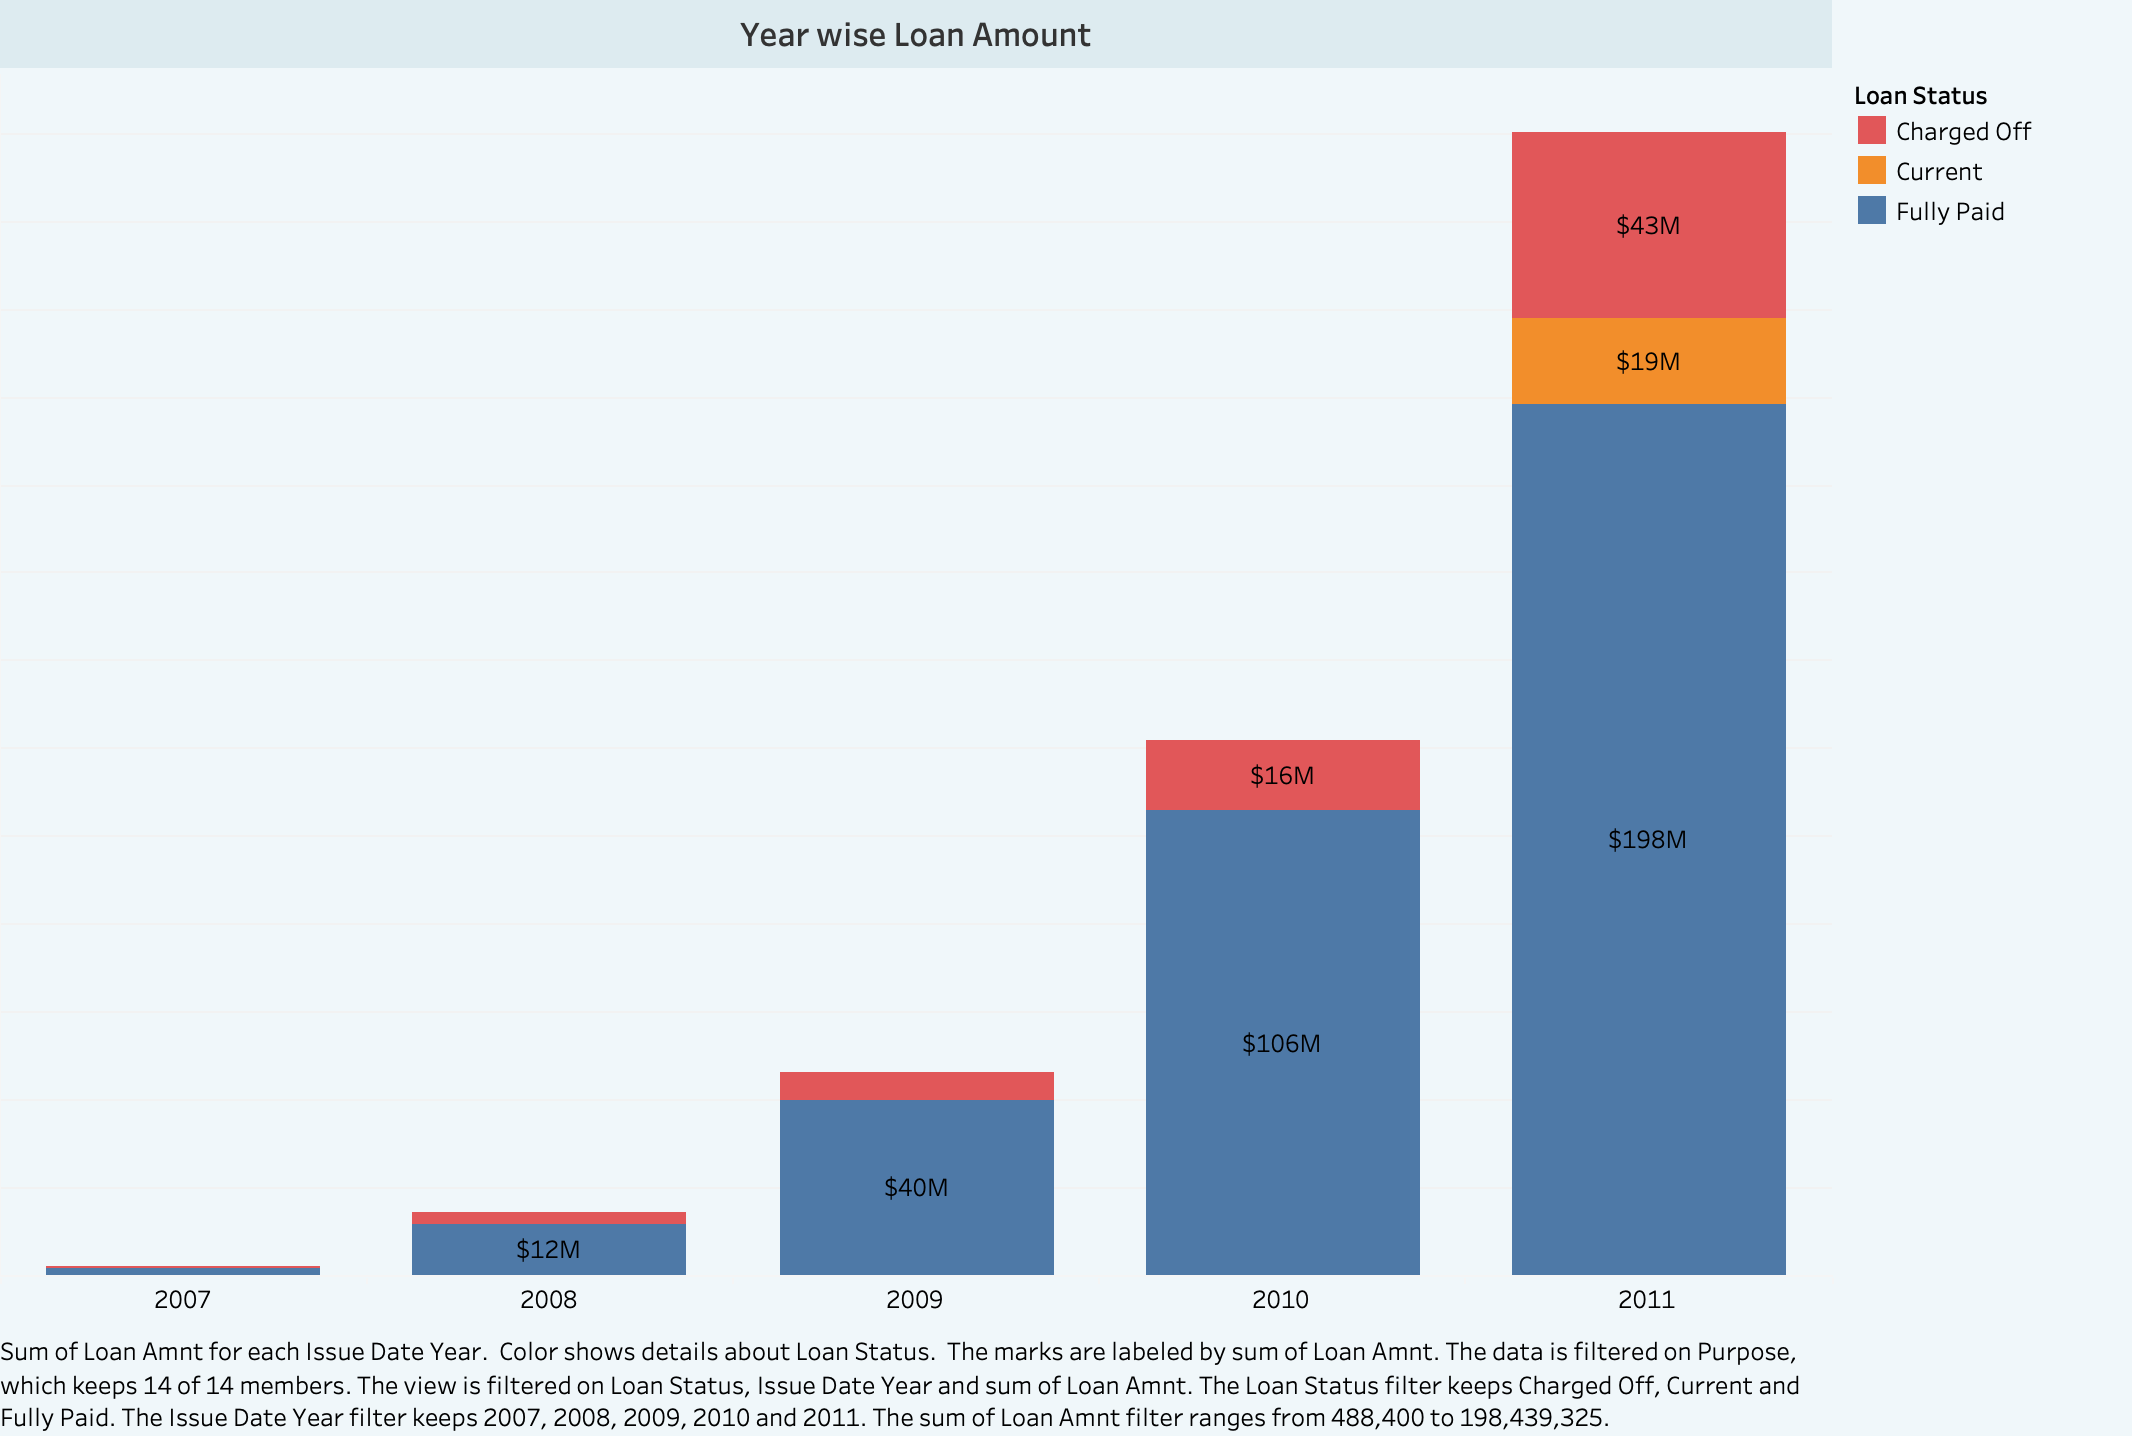 Year wise Loan Amount
Loan Status
Charged Off
Current
Fully Paid
$43M
$19M
$198M
$16M
$106M
$40M
$12M
2007
2008
2009
2010
2011
Sum of Loan Amnt for each Issue Date Year.  Color shows details about Loan Status.  The marks are labeled by sum of Loan Amnt. The data is filtered on Purpose,
which keeps 14 of 14 members. The view is filtered on Loan Status, Issue Date Year and sum of Loan Amnt. The Loan Status filter keeps Charged Off, Current and
Fully Paid. The Issue Date Year filter keeps 2007, 2008, 2009, 2010 and 2011. The sum of Loan Amnt filter ranges from 488,400 to 198,439,325.